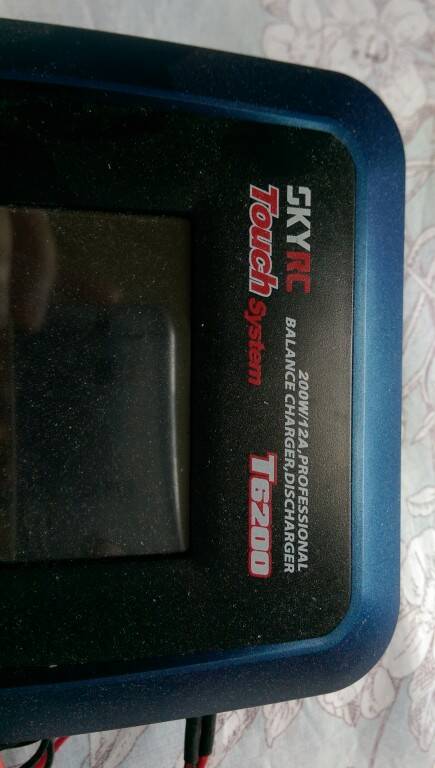 SKYRC
200W/12A,PROFESSIONAL
BALANCE CHARGER,DISCHARGER
Touch System
T6200